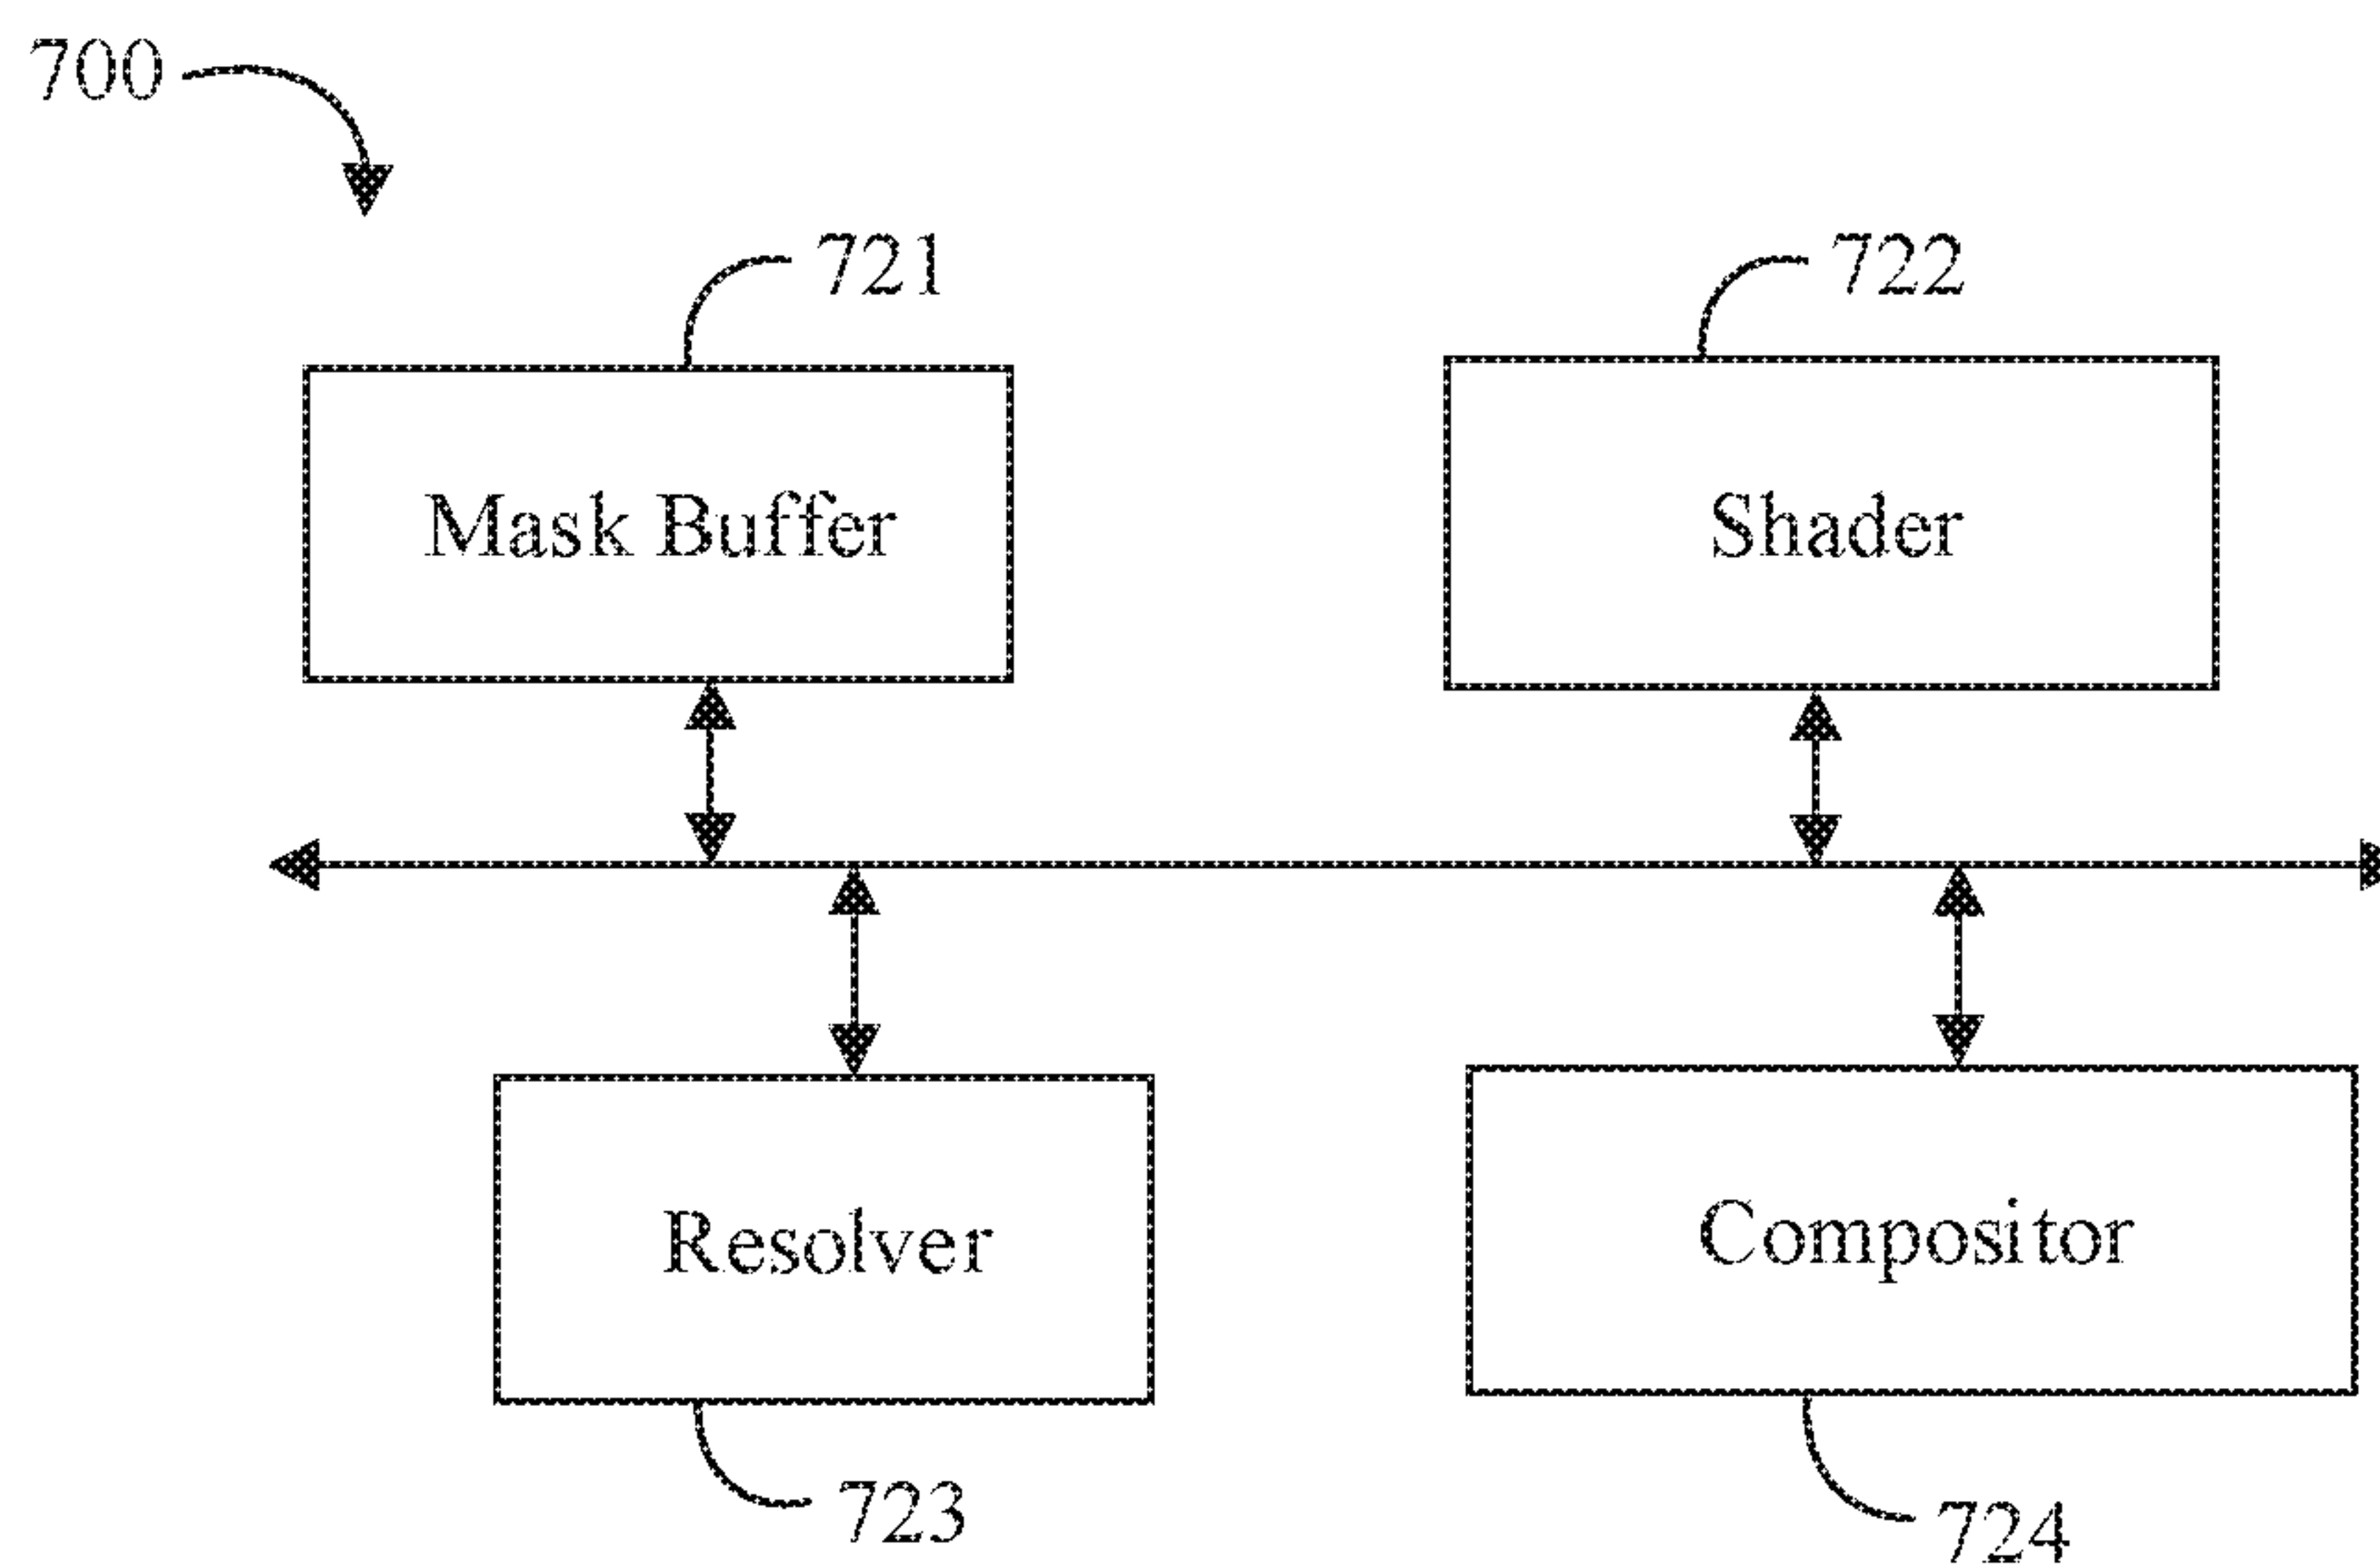 700
721
722
Mask Buffer
Shader
Resolver
Compositor
723
724